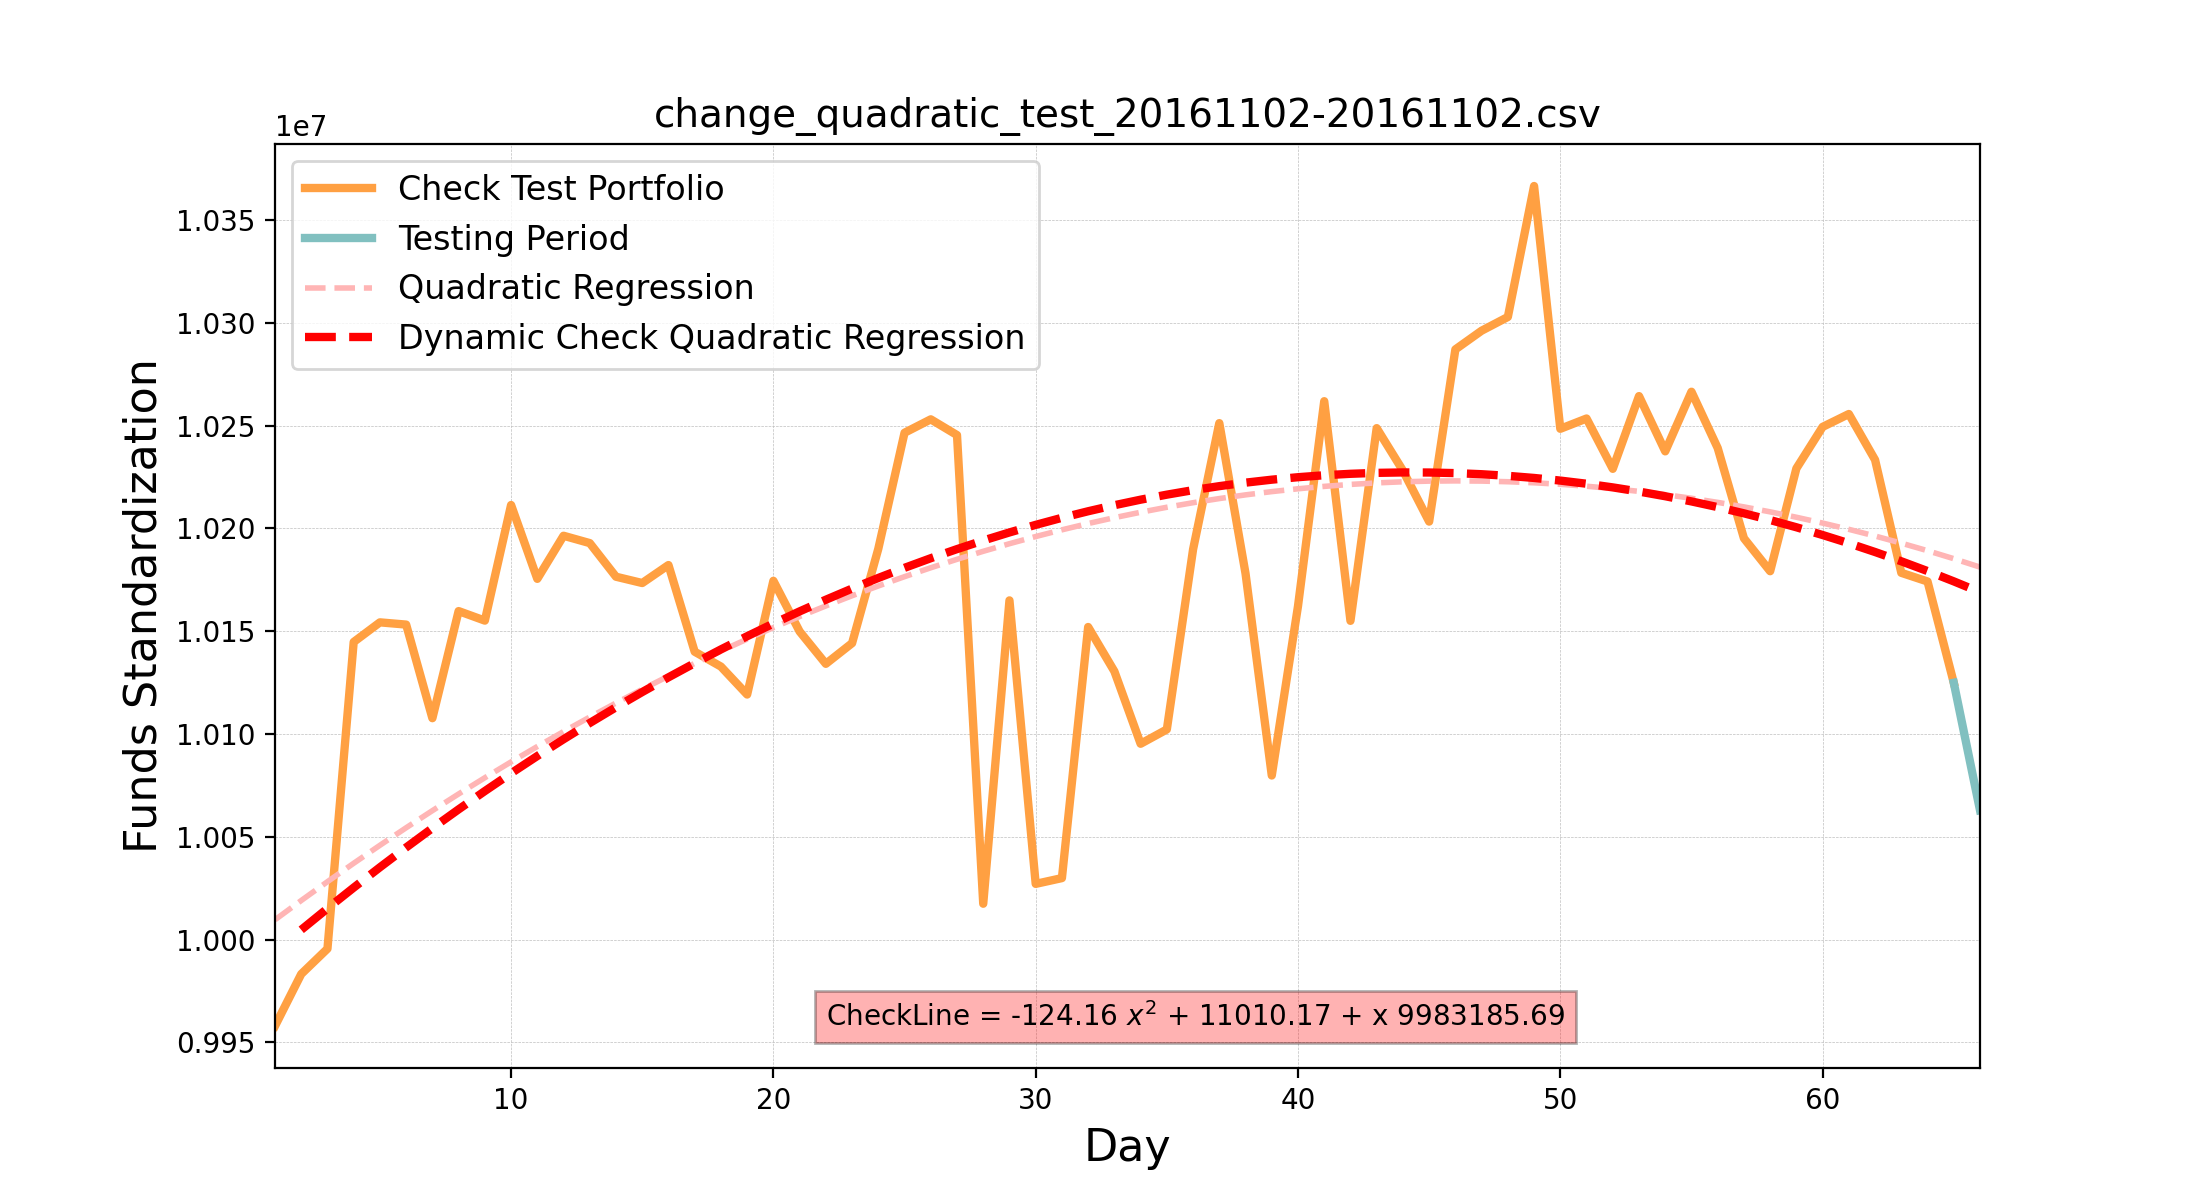 change_quadratic_test_20161102-20161102.csv
1e7
Check Test Portfolio
Testing Period
Quadratic Regression
Dynamic Check Quadratic Regression
Funds Standardization
1.035
1.030
1.025
1.020
1.015
1.010
1.005
1.000
0.995
CheckLine = -124.16 x² + 11010.17 + x 9983185.69
10 20 30 40 50 60
Day